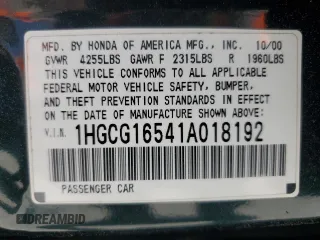 MFD. BY HONDA OF AMERICA MFG., INC. 10/00
GVWR 4255LBS GAWR F 2315LBS R 1960LBS
THIS VEHICLE CONFORMS TO ALL APPLICABLE
FEDERAL MOTOR VEHICLE SAFETY, BUMPER,
AND THEFT PREVENTION STANDARDS IN EFFECT
ON THE DATE OF MANUFACTURE SHOWN ABOVE.
V.I.N. 1HGCG16541A018192
PASSENGER CAR
DREAMBID